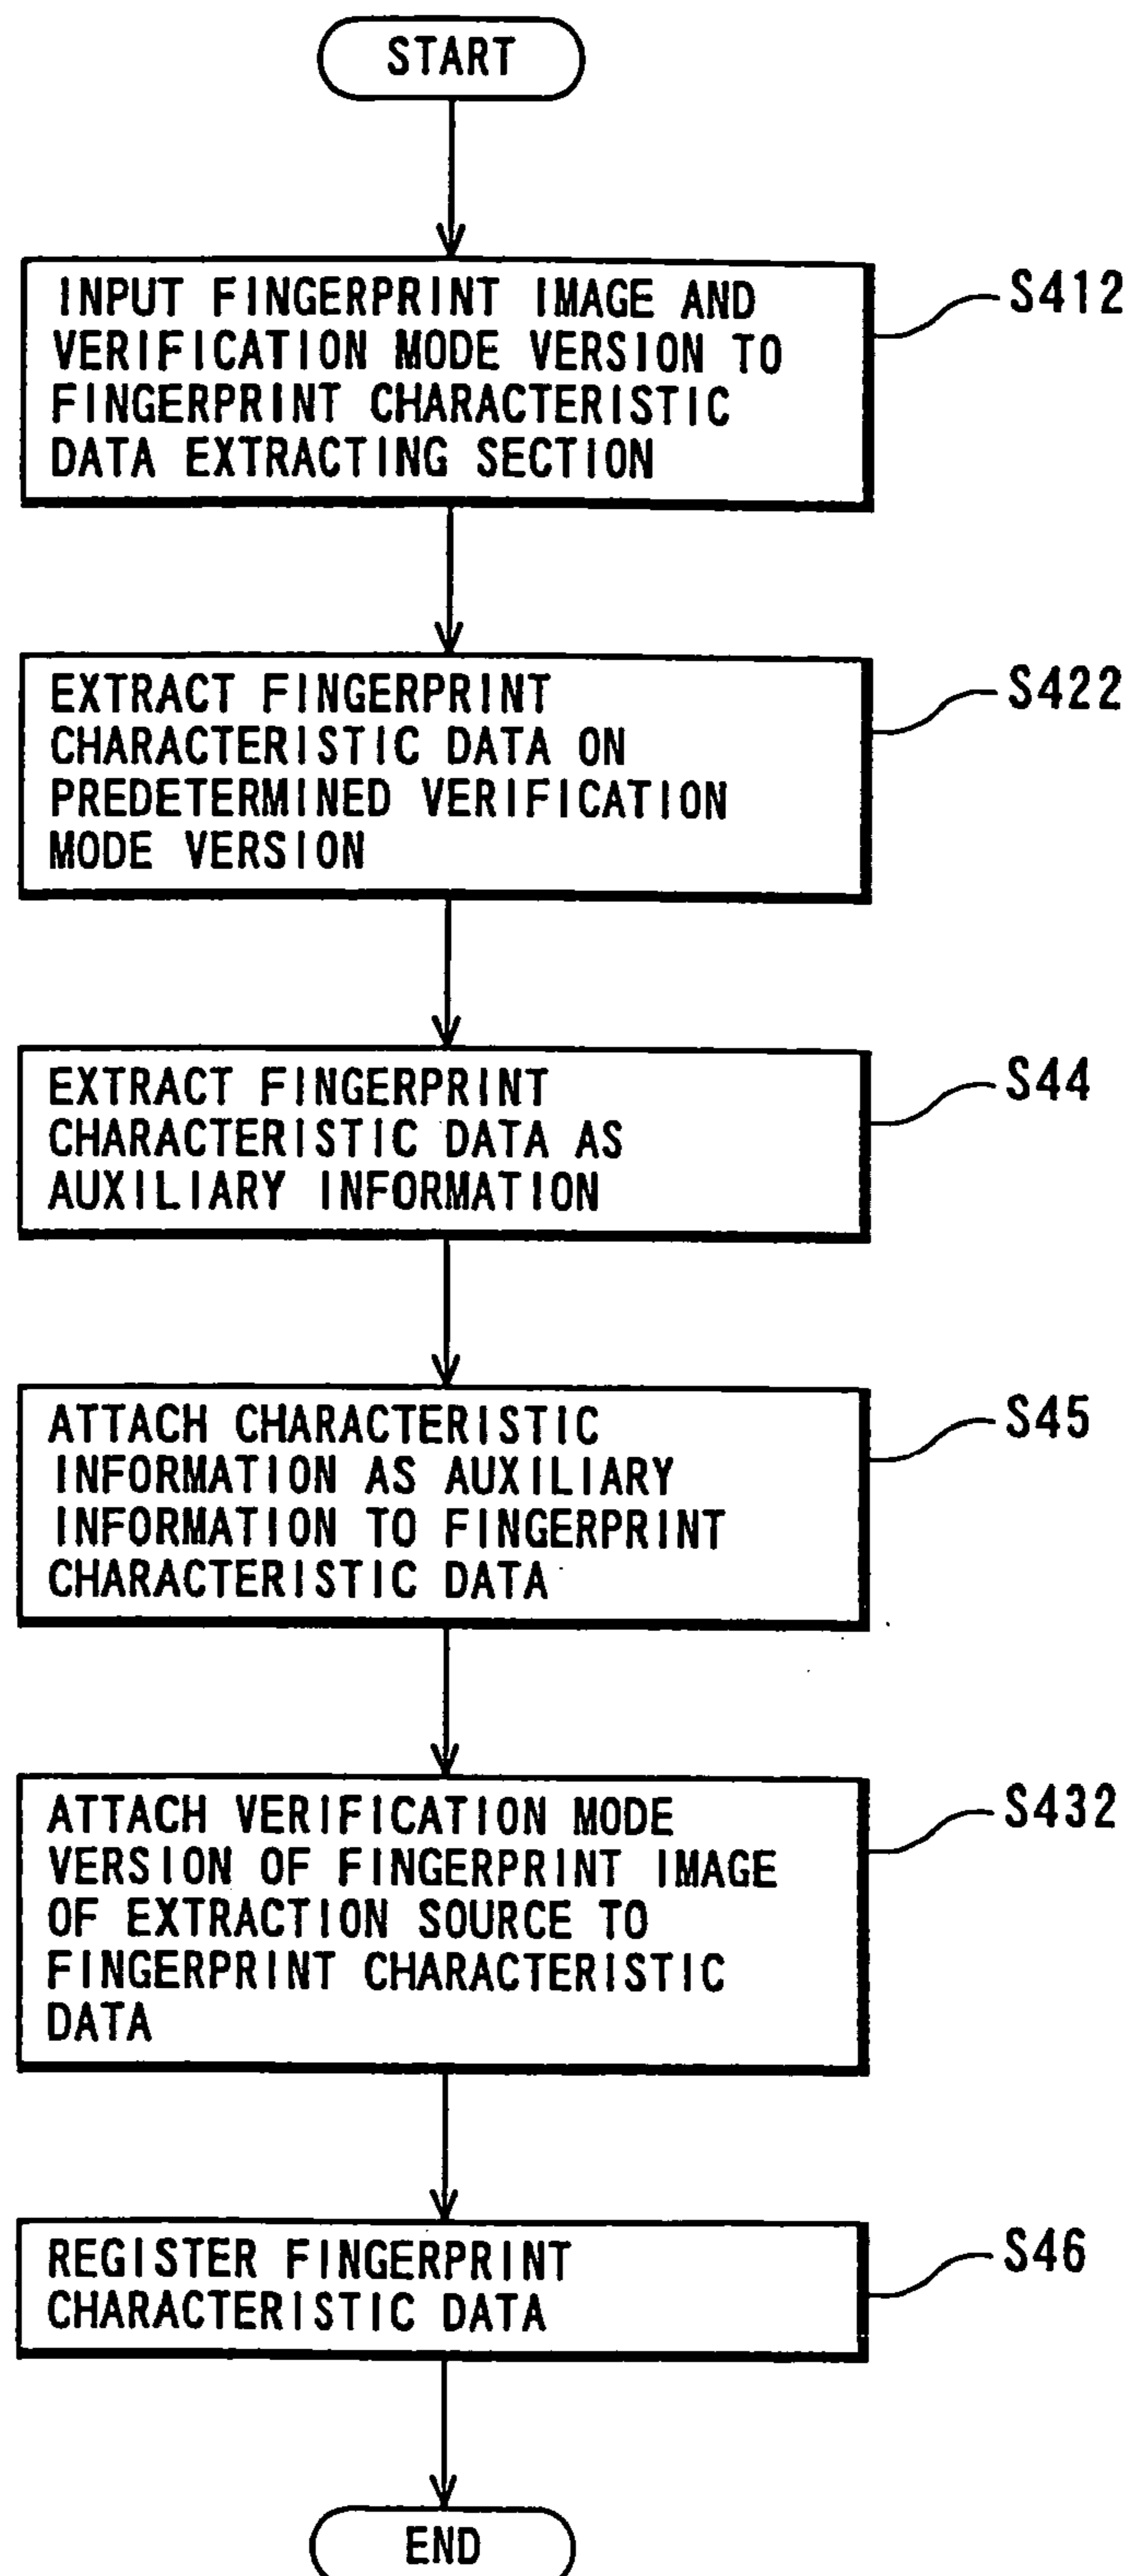 START
INPUT FINGERPRINT IMAGE AND
VERIFICATION MODE VERSION TO
FINGERPRINT CHARACTERISTIC
DATA EXTRACTING SECTION
S412
EXTRACT FINGERPRINT
CHARACTERISTIC DATA ON
PREDETERMINED VERIFICATION
MODE VERSION
S422
EXTRACT FINGERPRINT
CHARACTERISTIC DATA AS
AUXILIARY INFORMATION
S44
ATTACH CHARACTERISTIC
INFORMATION AS AUXILIARY
INFORMATION TO FINGERPRINT
CHARACTERISTIC DATA
S45
ATTACH VERIFICATION MODE
VERSION OF FINGERPRINT IMAGE
OF EXTRACTION SOURCE TO
FINGERPRINT CHARACTERISTIC
DATA
S432
REGISTER FINGERPRINT
CHARACTERISTIC DATA
S46
END